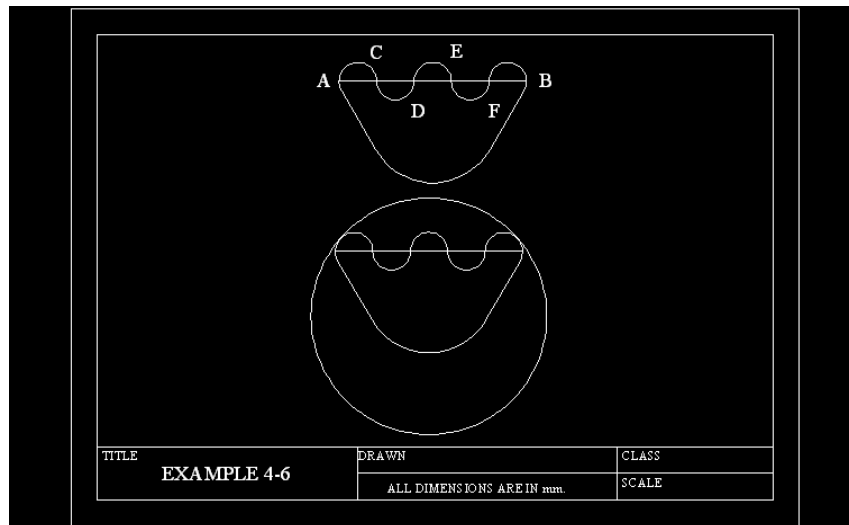 C E
A B
D F
TITLE DRAWN CLASS
EXAMPLE 4-6
ALL DIMENSIONS ARE IN mm. SCALE